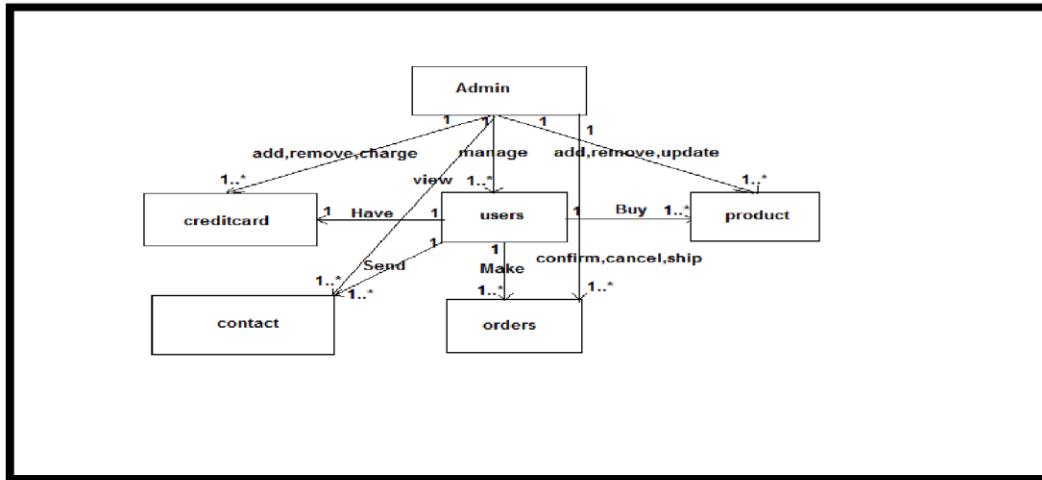 Admin
1 1 1 1
add,remove,charge manage add,remove,update
view
1..* 1..* 1..*
creditcard 1 Have 1 users 1 Buy 1..* product
1 1
Send Make confirm,cancel,ship
1..* 1..* 1..* 1..*
contact orders